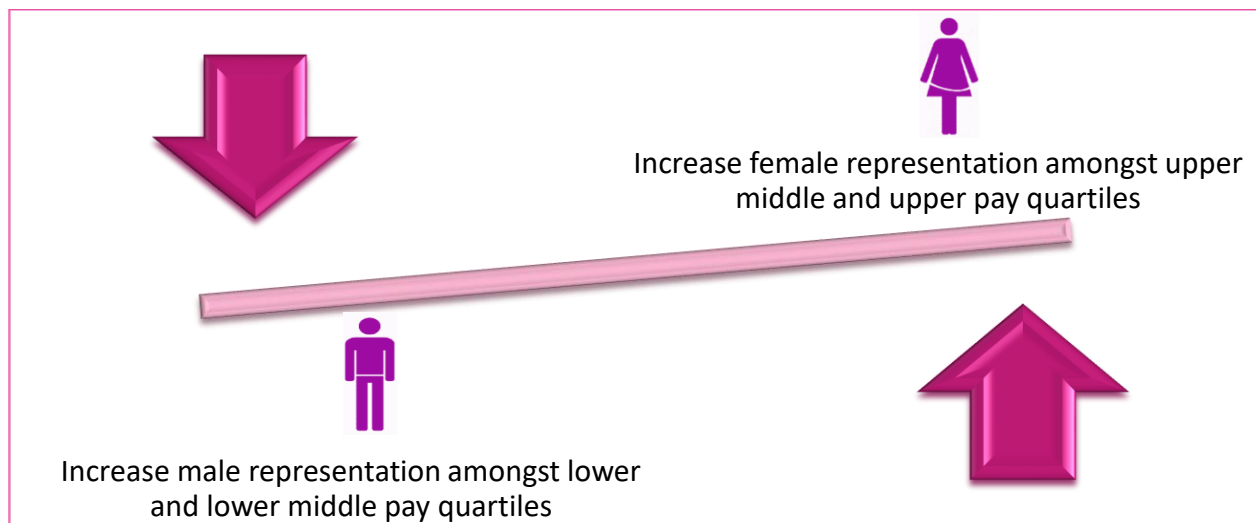 Increase female representation amongst upper
middle and upper pay quartiles
Increase male representation amongst lower
and lower middle pay quartiles